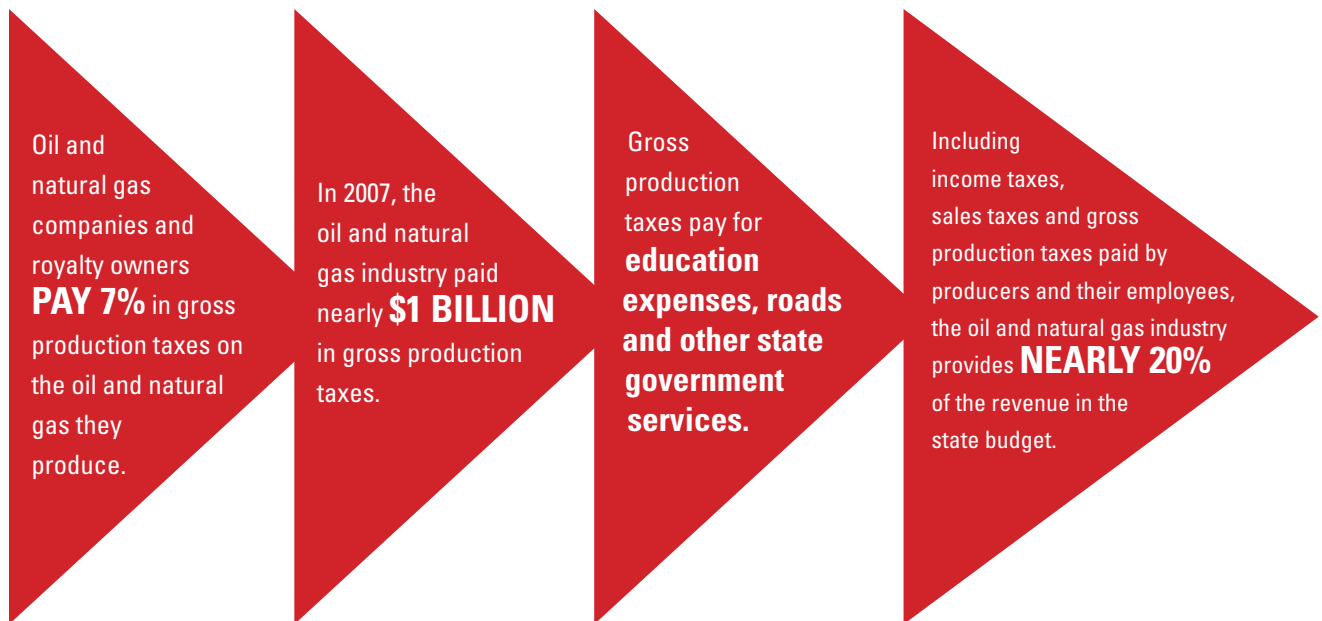 Oil and
natural gas
companies and
royalty owners
PAY 7% in gross
production taxes on
the oil and natural
gas they
produce.
In 2007, the
oil and natural
gas industry paid
nearly $1 BILLION
in gross production
taxes.
Gross
production
taxes pay for
education
expenses, roads
and other state
government
services.
Including
income taxes,
sales taxes and gross
production taxes paid by
producers and their employees,
the oil and natural gas industry
provides NEARLY 20%
of the revenue in the
state budget.